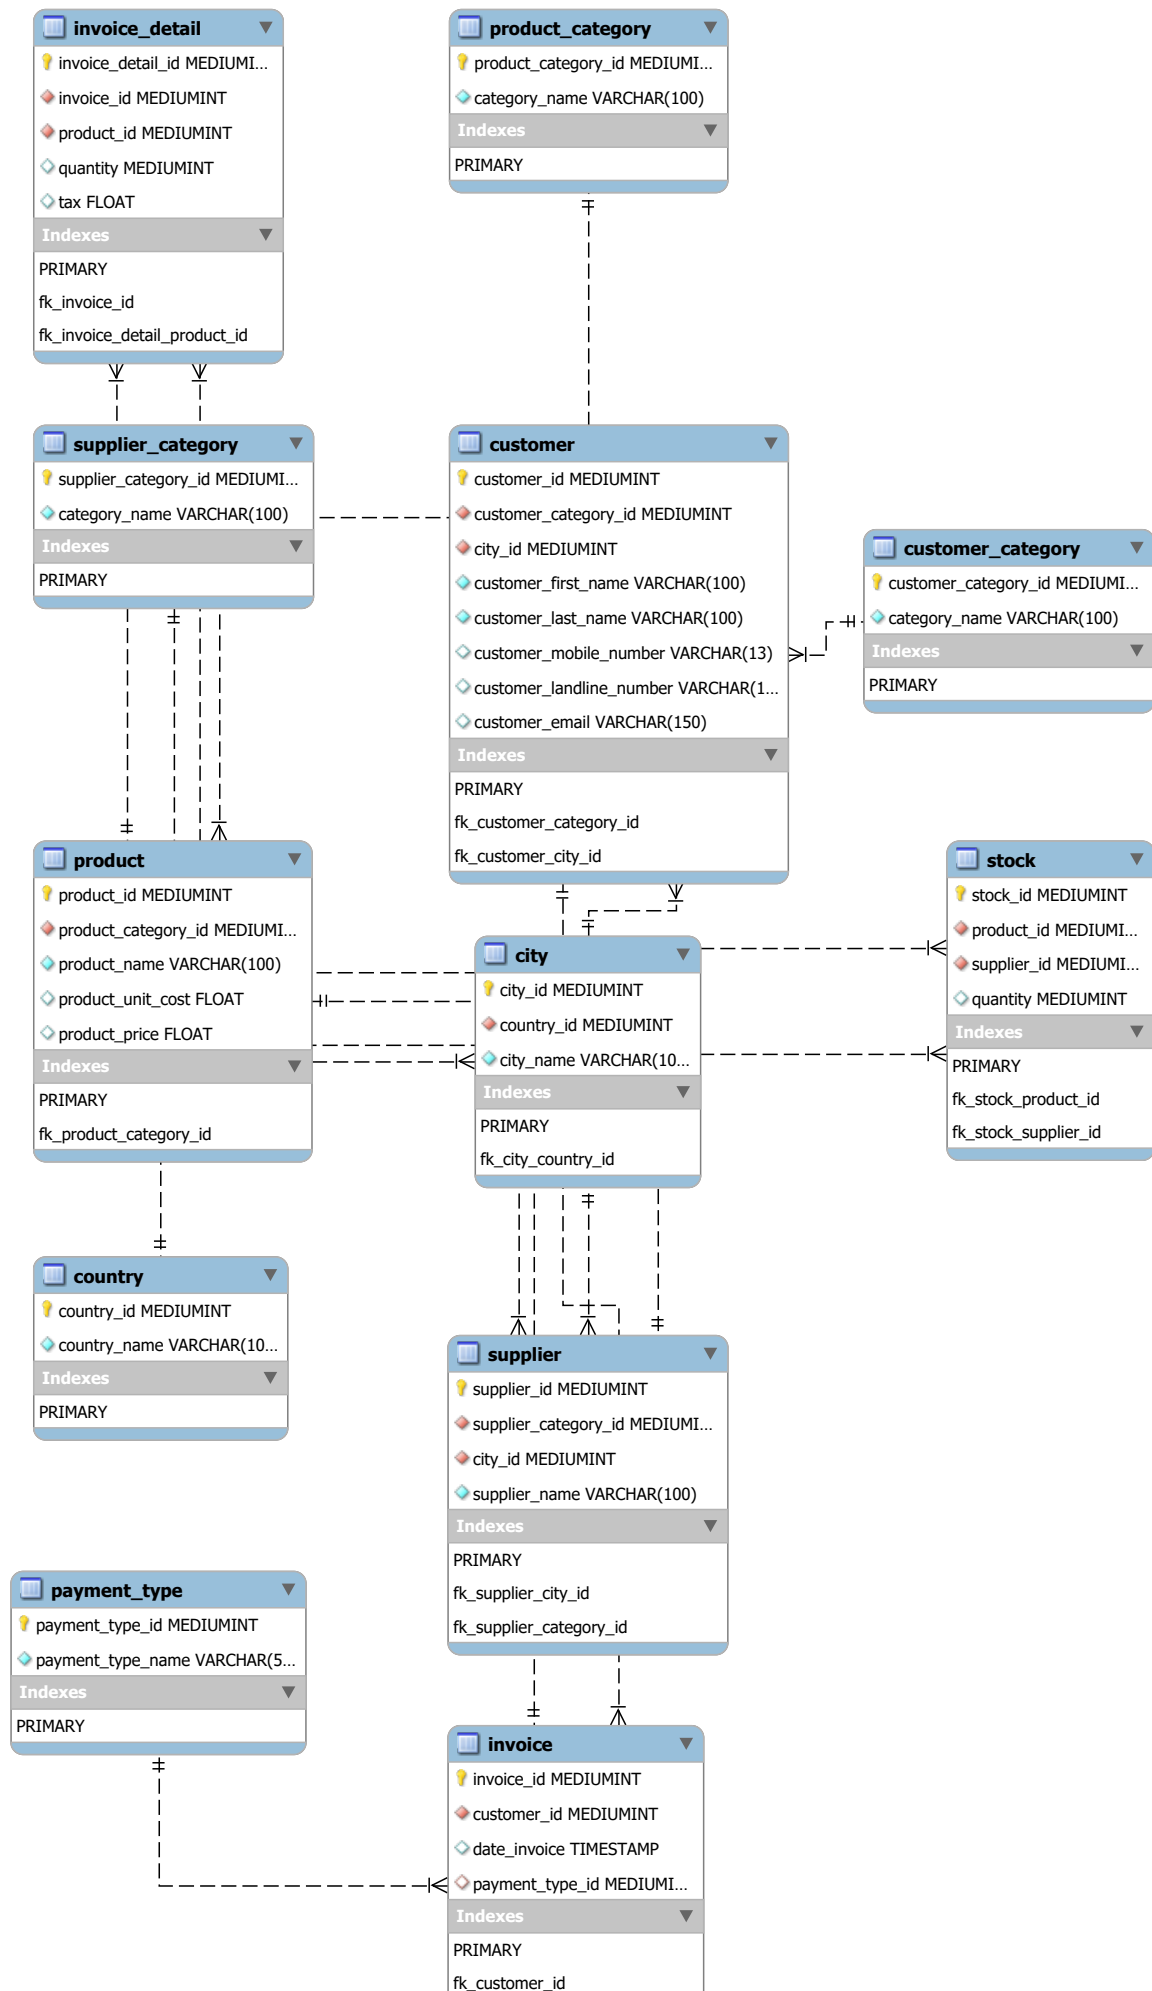 invoice_detail
invoice_detail_id MEDIUMI...
invoice_id MEDIUMINT
product_id MEDIUMINT
quantity MEDIUMINT
tax FLOAT
Indexes
PRIMARY
fk_invoice_id
fk_invoice_detail_product_id
product_category
product_category_id MEDIUMI...
category_name VARCHAR(100)
Indexes
PRIMARY
supplier_category
supplier_category_id MEDIUMI...
category_name VARCHAR(100)
Indexes
PRIMARY
customer
customer_id MEDIUMINT
customer_category_id MEDIUMINT
city_id MEDIUMINT
customer_first_name VARCHAR(100)
customer_last_name VARCHAR(100)
customer_mobile_number VARCHAR(13)
customer_landline_number VARCHAR(1...
customer_email VARCHAR(150)
Indexes
PRIMARY
fk_customer_category_id
fk_customer_city_id
customer_category
customer_category_id MEDIUMI...
category_name VARCHAR(100)
Indexes
PRIMARY
product
product_id MEDIUMINT
product_category_id MEDIUMI...
product_name VARCHAR(100)
product_unit_cost FLOAT
product_price FLOAT
Indexes
PRIMARY
fk_product_category_id
city
city_id MEDIUMINT
country_id MEDIUMINT
city_name VARCHAR(10...
Indexes
PRIMARY
fk_city_country_id
stock
stock_id MEDIUMINT
product_id MEDIUMI...
supplier_id MEDIUMI...
quantity MEDIUMINT
Indexes
PRIMARY
fk_stock_product_id
fk_stock_supplier_id
country
country_id MEDIUMINT
country_name VARCHAR(10...
Indexes
PRIMARY
supplier
supplier_id MEDIUMINT
supplier_category_id MEDIUMI...
city_id MEDIUMINT
supplier_name VARCHAR(100)
Indexes
PRIMARY
fk_supplier_city_id
fk_supplier_category_id
payment_type
payment_type_id MEDIUMINT
payment_type_name VARCHAR(5...
Indexes
PRIMARY
invoice
invoice_id MEDIUMINT
customer_id MEDIUMINT
date_invoice TIMESTAMP
payment_type_id MEDIUMI...
Indexes
PRIMARY
fk_customer_id